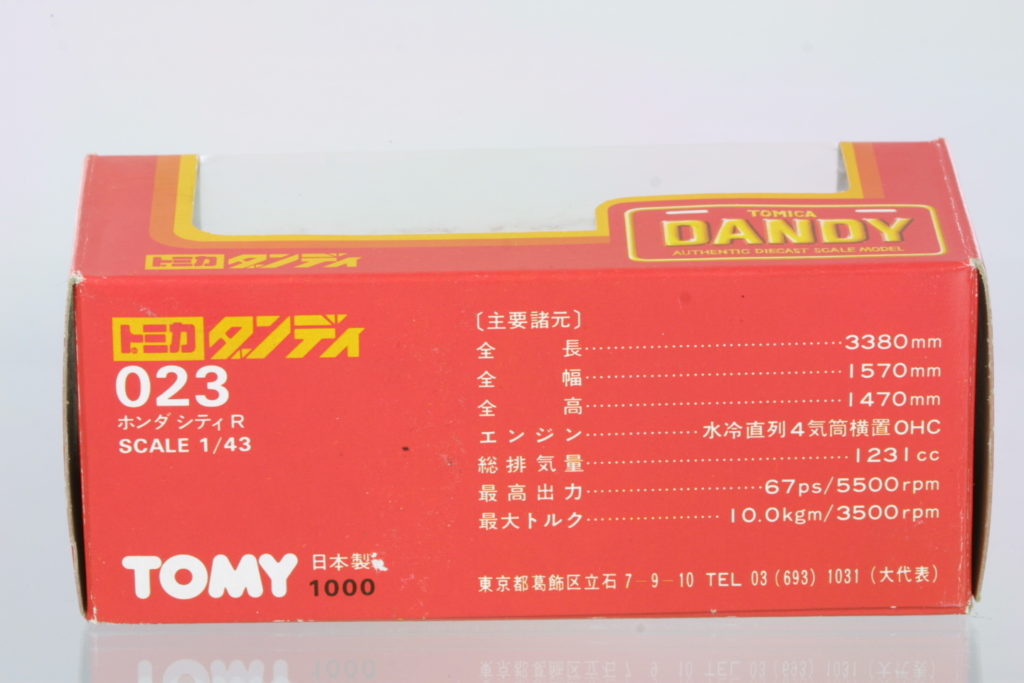 TOMICA
DANDY
AUTHENTIC DIECAST SCALE MODEL
トミカ ダンディ
トミカ ダンディ
023
ホンダ シティ R
SCALE 1/43
〔主要諸元〕
全長……………………………3380mm
全幅……………………………1570mm
全高……………………………1470mm
エンジン……………水冷直列4気筒横置OHC
総排気量……………………………1231cc
最高出力……………………67ps/5500rpm
最大トルク………………10.0kgm/3500rpm
TOMY 日本製
1000
東京都葛飾区立石 7-9-10 TEL 03 (693) 1031 (大代表)